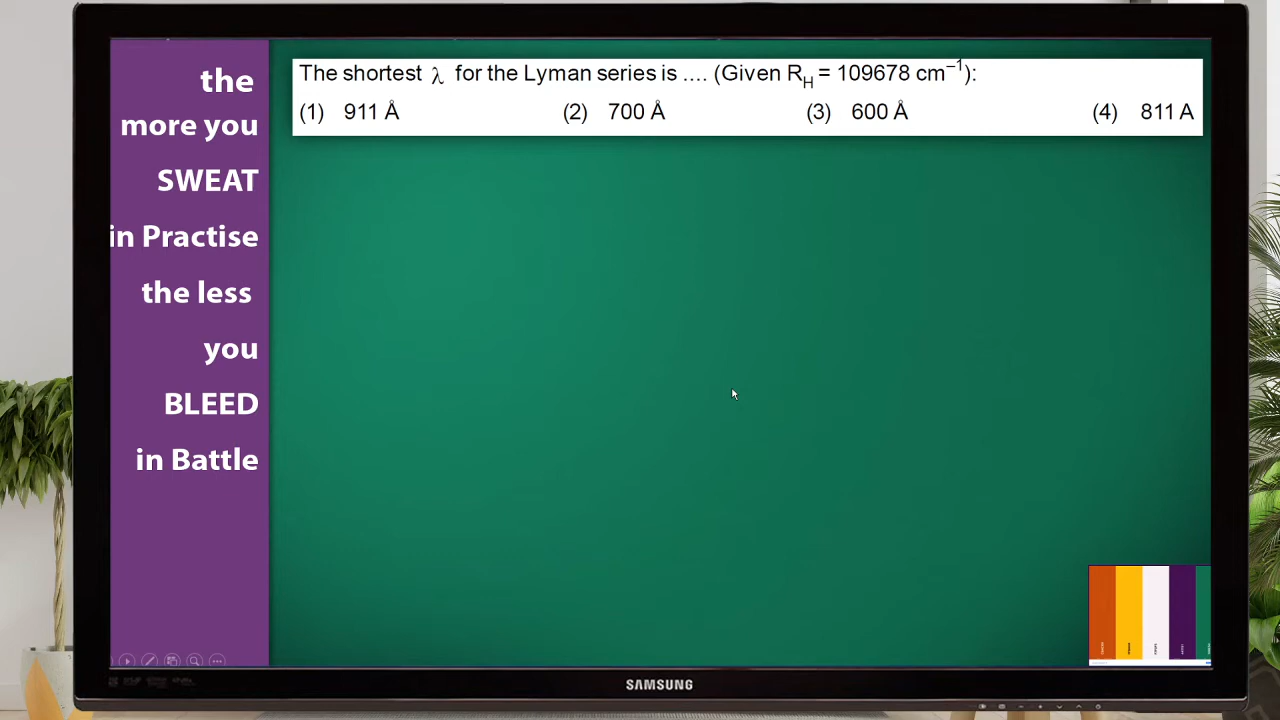 the
more you
SWEAT
in Practise
the less
you
BLEED
in Battle
The shortest λ for the Lyman series is .... (Given R_H = 109678 cm⁻¹):
(1) 911 Å (2) 700 Å (3) 600 Å (4) 811 A
SAMSUNG